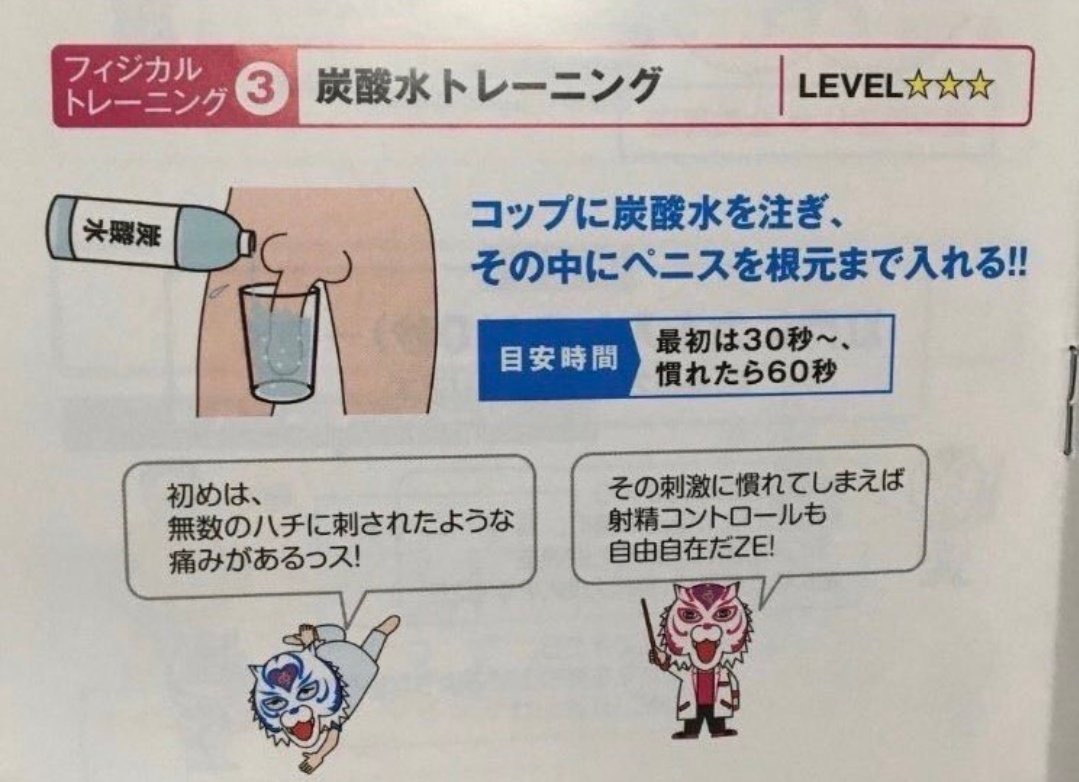 フィジカル
トレーニング
3
炭酸水トレーニング
LEVEL☆☆☆
炭酸水
コップに炭酸水を注ぎ、
その中にペニスを根元まで入れる!!
目安時間
最初は30秒〜、
慣れたら60秒
初めは、
無数のハチに刺されたような
痛みがあるっス!
その刺激に慣れてしまえば
射精コントロールも
自由自在だZE!